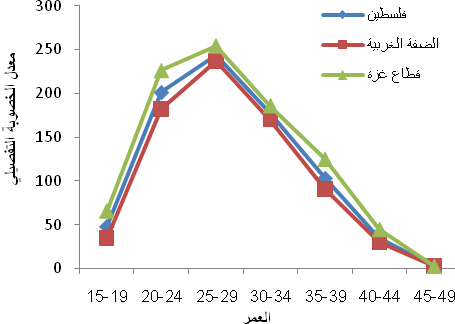 فلسطين
الضفة الغربية
قطاع غزة
معدل الخصوبة التفصيلي
300
250
200
150
100
50
0
15-19 20-24 25-29 30-34 35-39 40-44 45-49
العمر